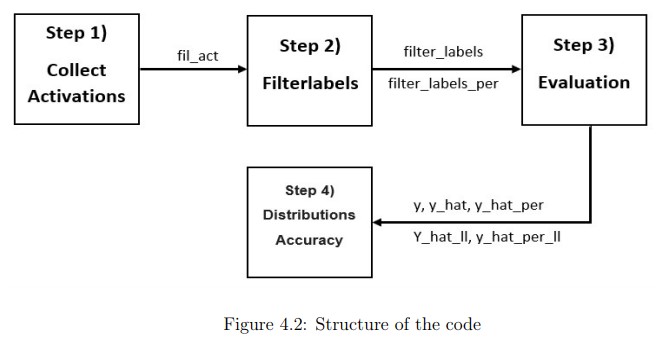 Step 1)
Collect
Activations
fil_act
Step 2)
Filterlabels
filter_labels
filter_labels_per
Step 3)
Evaluation
y, y_hat, y_hat_per
Y_hat_ll, y_hat_per_ll
Step 4)
Distributions
Accuracy
Figure 4.2: Structure of the code